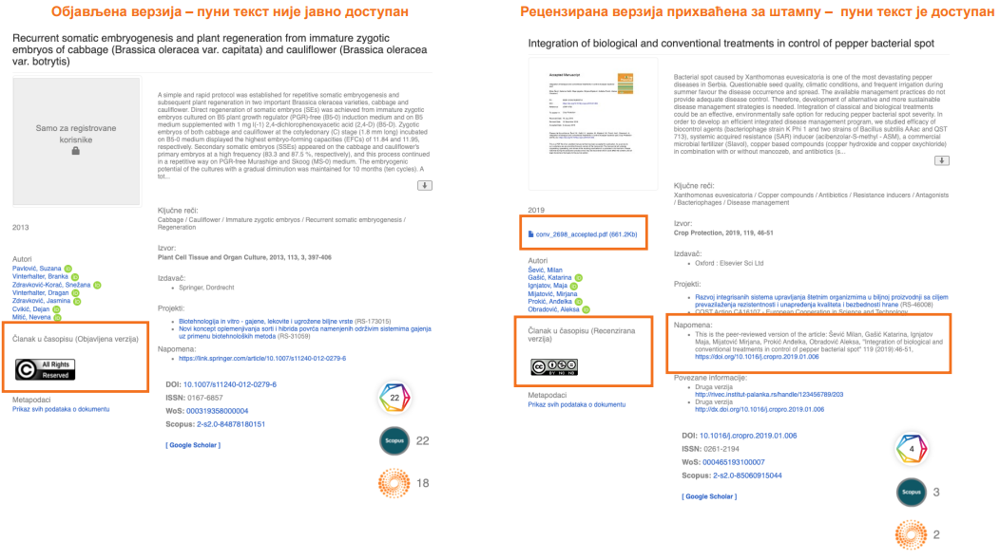 Објављена верзија – пуни текст није јавно доступан
Recurrent somatic embryogenesis and plant regeneration from immature zygotic
embryos of cabbage (Brassica oleracea var. capitata) and cauliflower (Brassica oleracea
var. botrytis)
Samo za registrovane
korisnike
A simple and rapid protocol was established for repetitive somatic embryogenesis and
subsequent plant regeneration in two important Brassica oleracea varieties, cabbage and
cauliflower. Direct regeneration of somatic embryos (SEs) was achieved from immature zygotic
embryos cultured on B5 plant growth regulator (PGR)-free (B5-0) induction medium and on B5
medium supplemented with 1 mg l(-1) 2,4-dichlorophenoxyacetic acid (2,4-D) (B5-D). Zygotic
embryos of both cabbage and cauliflower at the cotyledonary (C) stage (1.8 mm long) incubated
on B5-0 medium displayed the highest embryo-forming capacities (EFCs) of 11.84 and 11.95,
respectively. Secondary somatic embryos (SSEs) appeared on the cabbage and cauliflower's
primary embryos at a high frequency (83.3 and 87.5 %, respectively), and this process continued
in a repetitive way on PGR-free Murashige and Skoog (MS-0) medium. The embryogenic
potential of the cultures with a gradual diminution was maintained for 10 months (ten cycles). A
tot...
2013
Ključne reči:
Cabbage / Cauliflower / Immature zygotic embryos / Recurrent somatic embryogenesis /
Regeneration
Izvor:
Plant Cell Tissue and Organ Culture, 2013, 113, 3, 397-406
Autori
Pavlović, Suzana
Vinterhalter, Branka
Zdravković-Korać, Snežana
Vinterhalter, Dragan
Zdravković, Jasmina
Cvikić, Dejan
Mitić, Nevena
Izdavač:
Springer, Dordrecht
Projekti:
Biotehnologija in vitro - gajene, lekovite i ugrožene biljne vrste (RS-173015)
Novi koncept oplemenjivanja sorti i hibrida povrća namenjenih održivim sistemima gajenja
uz primenu biotehnoloških metoda (RS-31059)
Članak u časopisu (Objavljena verzija)
All Rights
Reserved
Napomena:
https://link.springer.com/article/10.1007/s11240-012-0279-6
Metapodaci
Prikaz svih podataka o dokumentu
DOI: 10.1007/s11240-012-0279-6
ISSN: 0167-6857
WoS: 000319358000004
Scopus: 2-s2.0-84878180151
[ Google Scholar ]
22
Scopus 22
18
Рецензирана верзија прихваћена за штампу – пуни текст је доступан
Integration of biological and conventional treatments in control of pepper bacterial spot
Accepted Manuscript
Bacterial spot caused by Xanthomonas euvesicatoria is one of the most devastating pepper
diseases in Serbia. Questionable seed quality, climatic conditions, and frequent irrigation during
summer favour the disease occurrence and spread. The available management practices do not
provide adequate disease control. Therefore, development of alternative and more sustainable
disease management strategies is needed. Integration of classical and biological treatments
could be an effective, environmentally safe option for reducing pepper bacterial spot severity. In
order to develop an efficient integrated disease management program, we studied efficacy of
biocontrol agents (bacteriophage strain K Phi 1 and two strains of Bacillus subtilis AAac and QST
713), systemic acquired resistance (SAR) inducer (acibenzolar-S-methyl - ASM), a commercial
microbial fertilizer (Slavol), copper based compounds (copper hydroxide and copper oxychloride)
in combination with or without mancozeb, and antibiotics (s...
2019
conv_2698_accepted.pdf (661.2Kb)
Ključne reči:
Xanthomonas euvesicatoria / Copper compounds / Antibiotics / Resistance inducers / Antagonists
/ Bacteriophages / Disease management
Izvor:
Crop Protection, 2019, 119, 46-51
Autori
Šević, Milan
Gašić, Katarina
Ignjatov, Maja
Mijatović, Mirjana
Prokić, Anđelka
Obradović, Aleksa
Izdavač:
Oxford : Elsevier Sci Ltd
Projekti:
Razvoj integrisanih sistema upravljanja štetnim organizmima u biljnoj proizvodnji sa ciljem
prevazilaženja rezistentnosti i unapređenja kvaliteta i bezbednosti hrane (RS-46008)
COST Action CA16107 - European Cooperation in Science and Technology
Članak u časopisu (Recenzirana
verzija)
CC BY NC ND
Napomena:
This is the peer-reviewed version of the article: Šević Milan, Gašić Katarina, Ignjatov
Maja, Mijatović Mirjana, Prokić Anđelka, Obradović Aleksa, "Integration of biological and
conventional treatments in control of pepper bacterial spot" 119 (2019):46-51,
https://doi.org/10.1016/j.cropro.2019.01.006
Metapodaci
Prikaz svih podataka o dokumentu
Povezane informacije:
Druga verzija
http://rivec.institut-palanka.rs/handle/123456789/203
Druga verzija
http://dx.doi.org/10.1016/j.cropro.2019.01.006
DOI: 10.1016/j.cropro.2019.01.006
ISSN: 0261-2194
WoS: 000465193100007
Scopus: 2-s2.0-85060915044
[ Google Scholar ]
4
Scopus 3
2